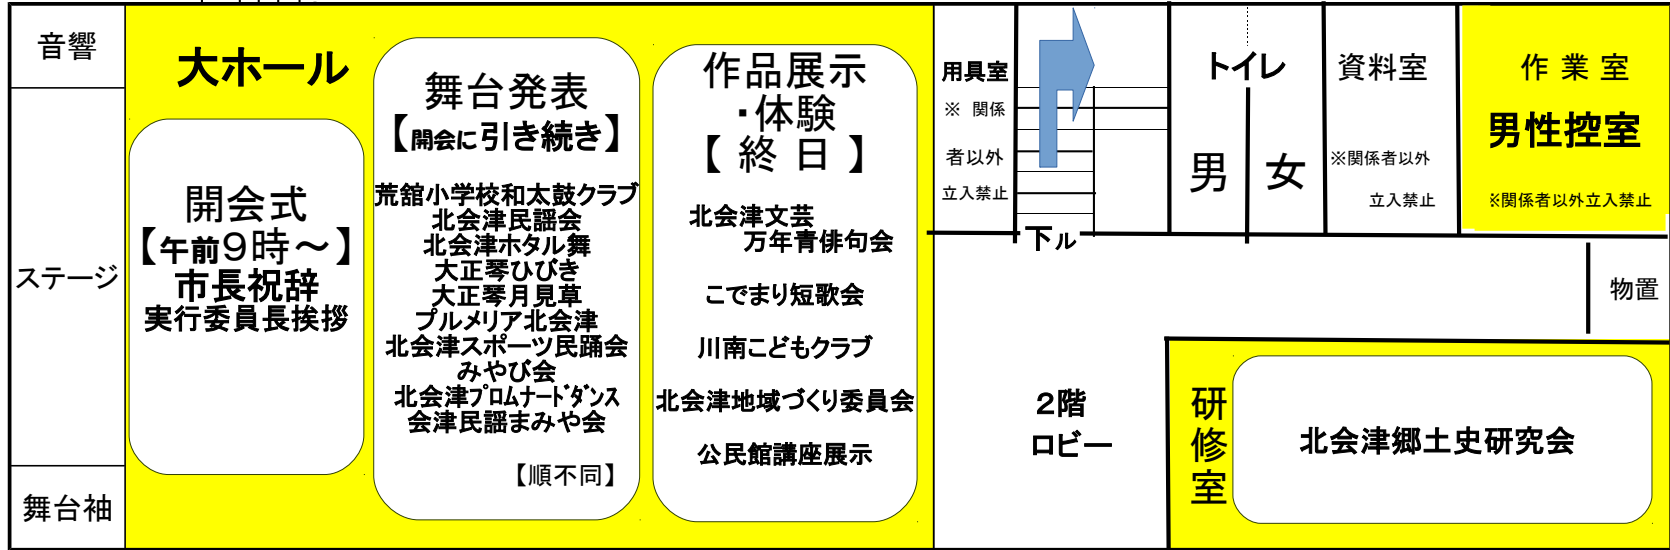 音響
ステージ
舞台袖
大ホール
開会式
【午前9時～】
市長祝辞
実行委員長挨拶
舞台発表
【開会に引き続き】
荒舘小学校和太鼓クラブ
北会津民謡会
北会津ホタル舞
大正琴ひびき
大正琴月見草
プルメリア北会津
北会津スポーツ民踊会
みやび会
北会津プロムナードダンス
会津民謡まみや会
【順不同】
作品展示
・体験
【 終 日 】
北会津文芸
万年青俳句会
こでまり短歌会
川南こどもクラブ
北会津地域づくり委員会
公民館講座展示
用具室
※ 関係
者以外
立入禁止
下ル
トイレ
男 女
資料室
※関係者以外
立入禁止
作 業 室
男性控室
※関係者以外立入禁止
物置
2階
ロビー
研修室
北会津郷土史研究会